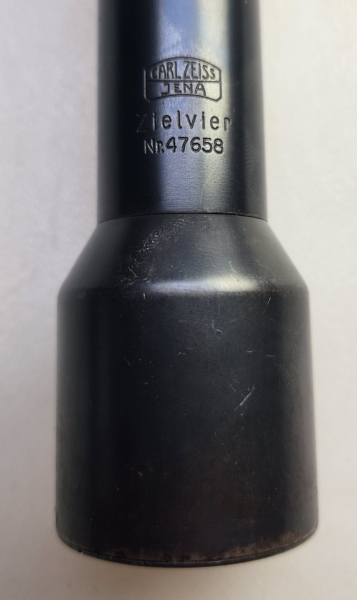 CARL ZEISS
JENA
Zielvier
Nr.47658